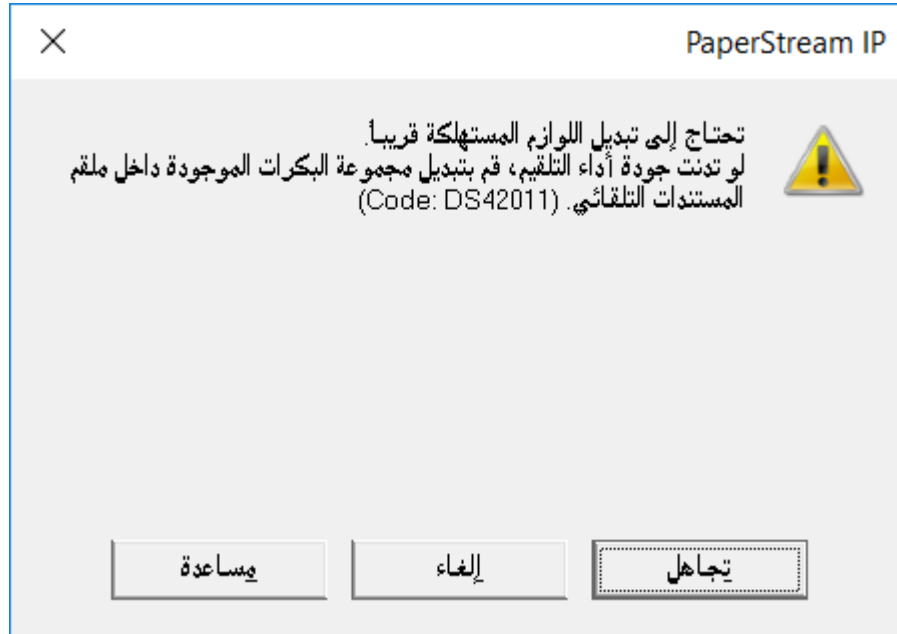 PaperStream IP
تحتاج إلى تبديل اللوازم المستهلكة قريباً.
لو تدنت جودة أداء التلقيم، قم بتبديل مجموعة البكرات الموجودة داخل ملقم
المستندات التلقائي. (Code: DS42011)
تجاهل
إلغاء
مساعدة